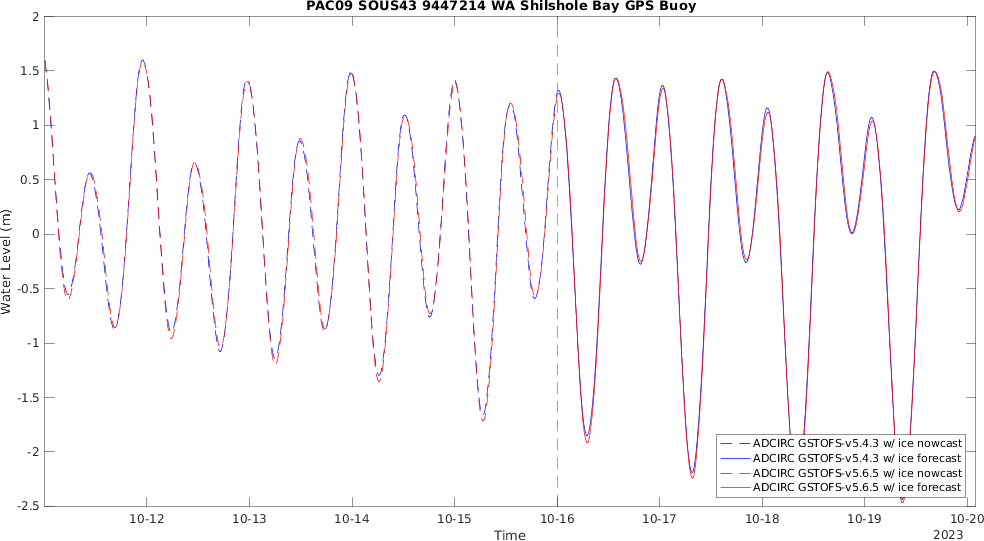 PAC09 SOUS43 9447214 WA Shilshole Bay GPS Buoy
2
1.5
1
0.5
0
-0.5
-1
-1.5
-2
-2.5
Water Level (m)
10-12
10-13
10-14
10-15
10-16
10-17
10-18
10-19
10-20
Time
2023
ADCIRC GSTOFS-v5.4.3 w/ ice nowcast
ADCIRC GSTOFS-v5.4.3 w/ ice forecast
ADCIRC GSTOFS-v5.6.5 w/ ice nowcast
ADCIRC GSTOFS-v5.6.5 w/ ice forecast